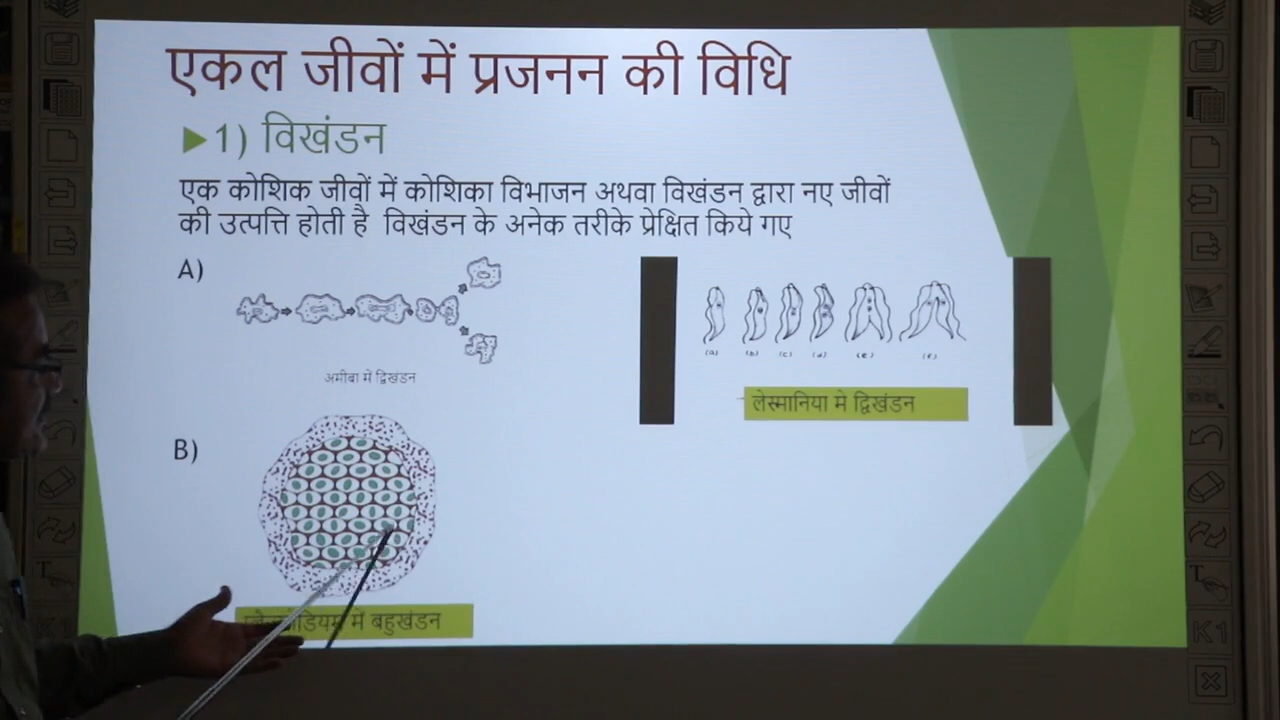 एकल जीवों में प्रजनन की विधि
1) विखंडन
एक कोशिक जीवों में कोशिका विभाजन अथवा विखंडन द्वारा नए जीवों
की उत्पत्ति होती है विखंडन के अनेक तरीके प्रेक्षित किये गए
A)
अमीबा में द्विखंडन
(a) (b) (c) (d) (e) (f)
लेस्मानिया मे द्विखंडन
B)
में बहुखंडन
K1